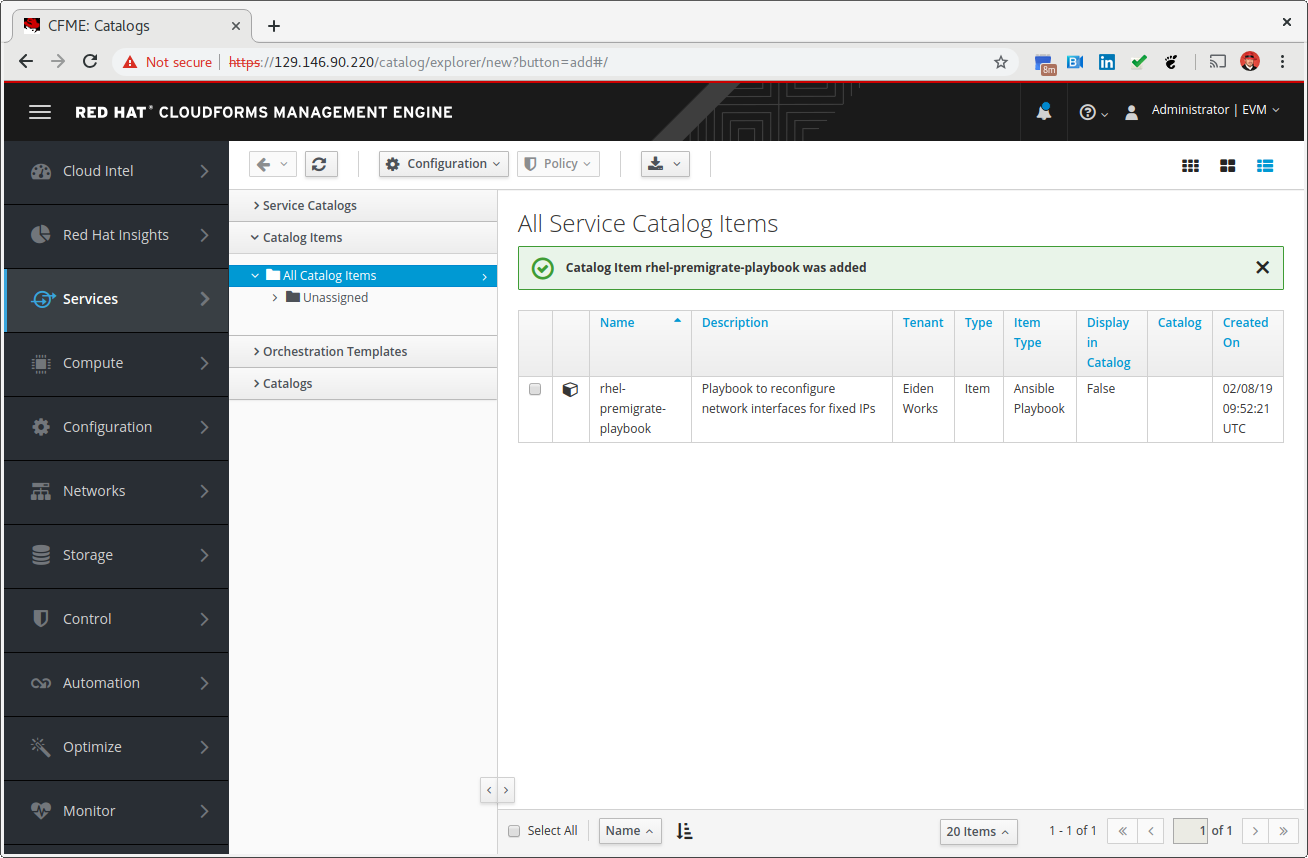 CFME: Catalogs
Not secure https://129.146.90.220/catalog/explorer/new?button=add#/
8m
RED HAT® CLOUDFORMS MANAGEMENT ENGINE
Administrator | EVM
Cloud Intel
Red Hat Insights
Services
Compute
Configuration
Networks
Storage
Control
Automation
Optimize
Monitor
Configuration
Policy
Service Catalogs
Catalog Items
All Catalog Items
Unassigned
Orchestration Templates
Catalogs
All Service Catalog Items
Catalog Item rhel-premigrate-playbook was added
Name Description Tenant Type Item Display Catalog Created
Type in On
Catalog
rhel- Playbook to reconfigure Eiden Item Ansible False 02/08/19
premigrate- network interfaces for fixed IPs Works Playbook 09:52:21
playbook UTC
Select All Name 20 Items 1 - 1 of 1 1 of 1